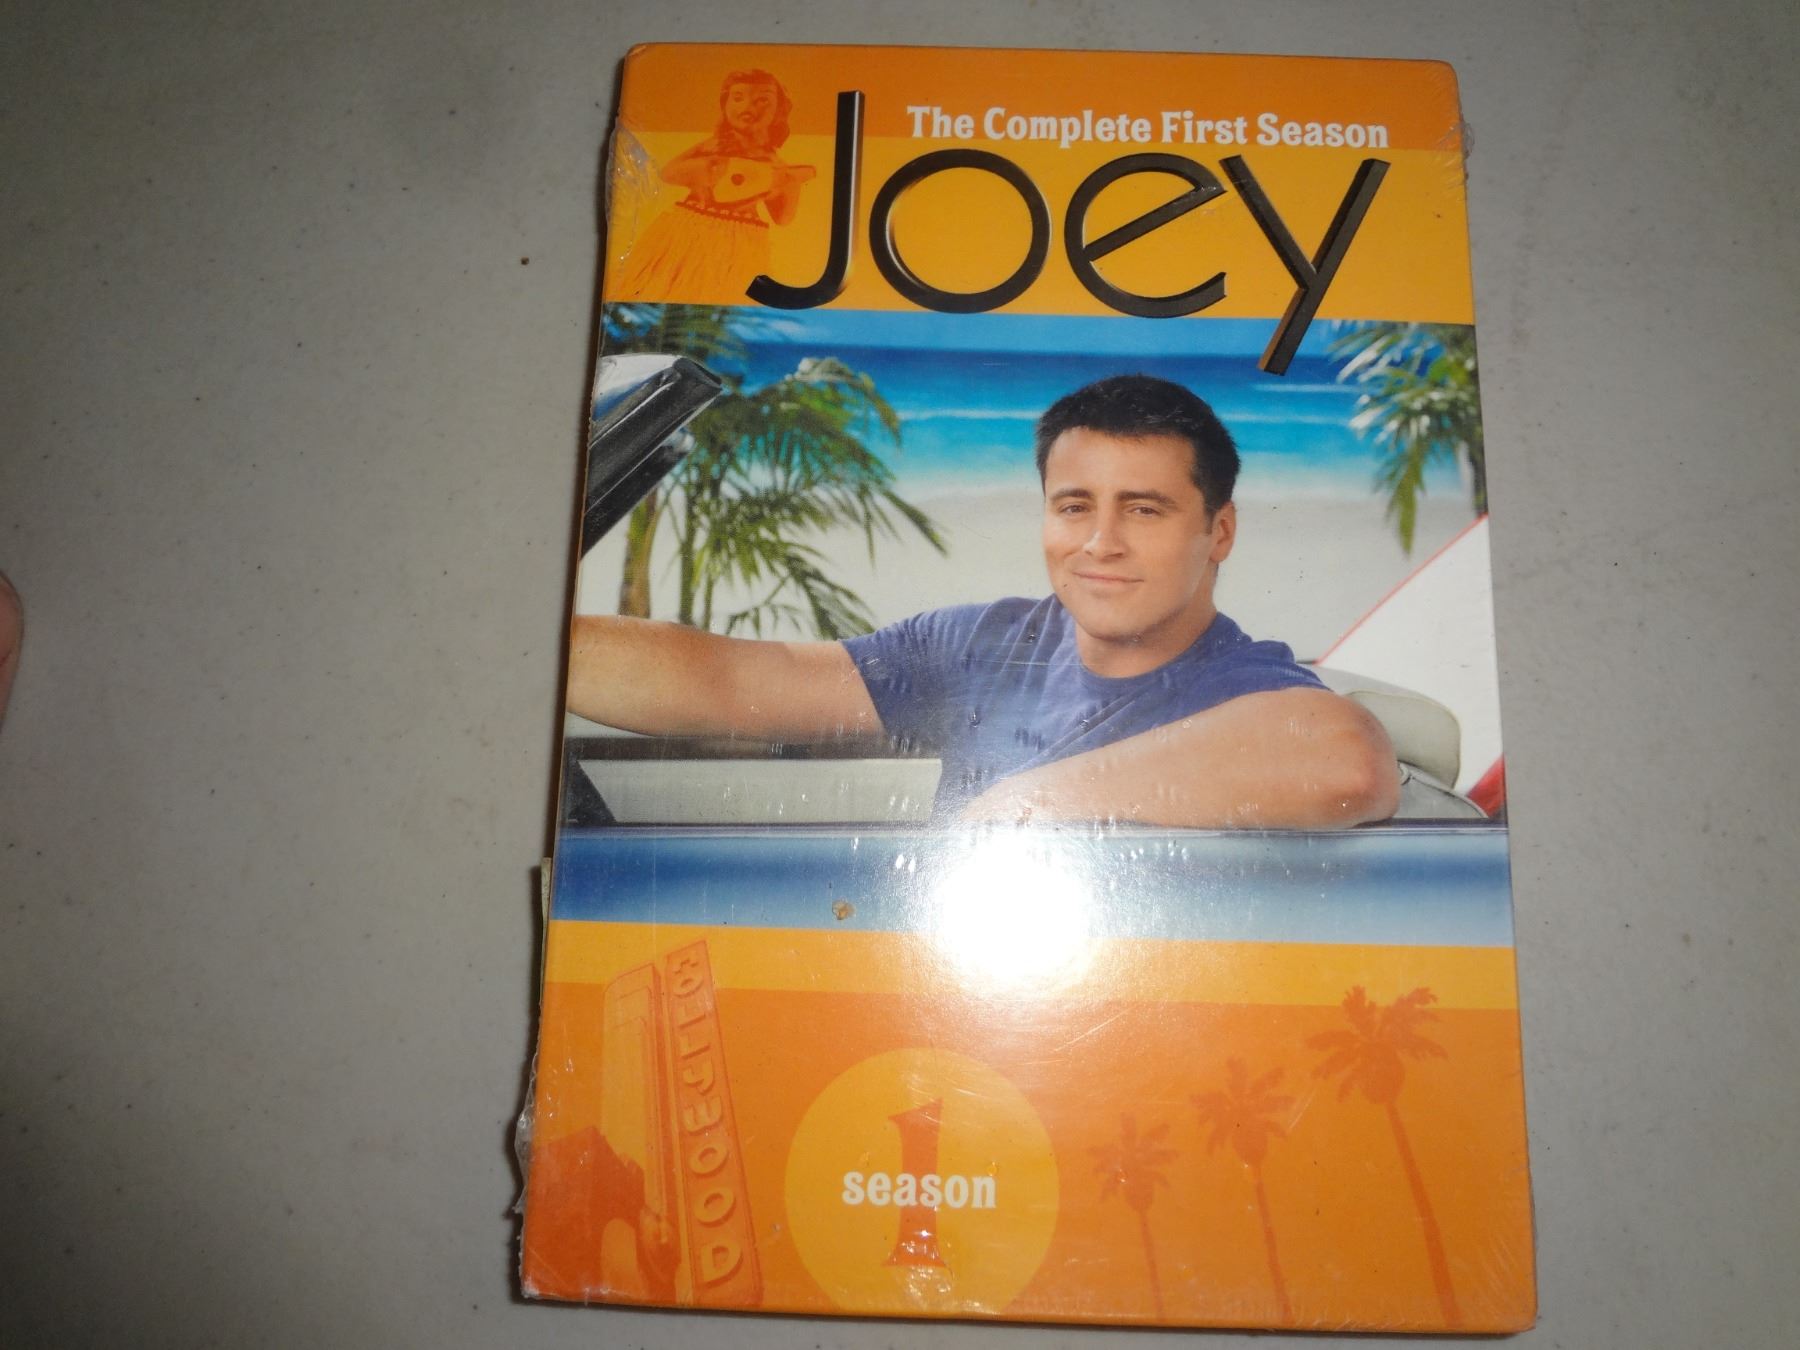 The Complete First Season
Joey
HOLLYWOOD
1
season